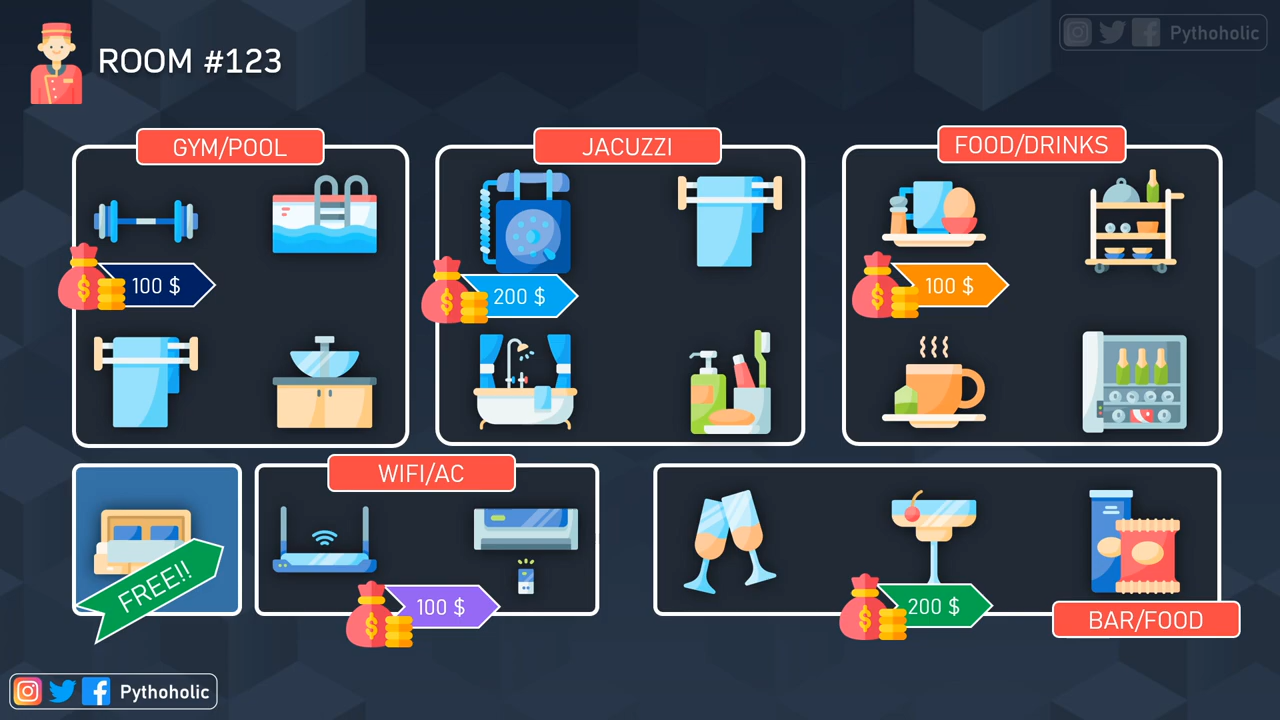 ROOM #123
Pythoholic
GYM/POOL
JACUZZI
FOOD/DRINKS
100 $
200 $
100 $
WIFI/AC
FREE!!
100 $
200 $
BAR/FOOD
Pythoholic